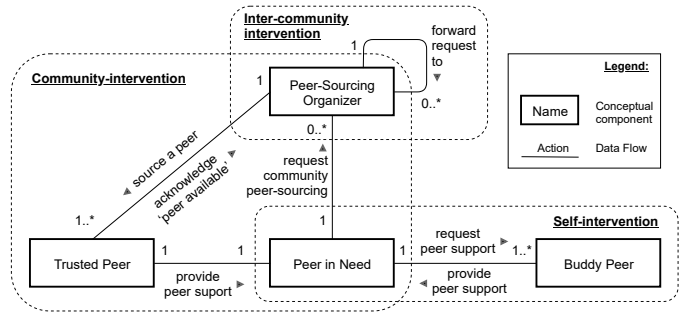 Inter-community
intervention
1
forward
request
to
0..*
Legend:
Name
Conceptual
component
Action
Data Flow
Community-intervention
1
Peer-Sourcing
Organizer
0..*
source a peer
acknowledge
'peer available'
request
community
peer-sourcing
1..*
1
Self-intervention
Trusted Peer
1
1
provide
peer suport
Peer in Need
1
request
peer support
1..*
provide
peer support
Buddy Peer